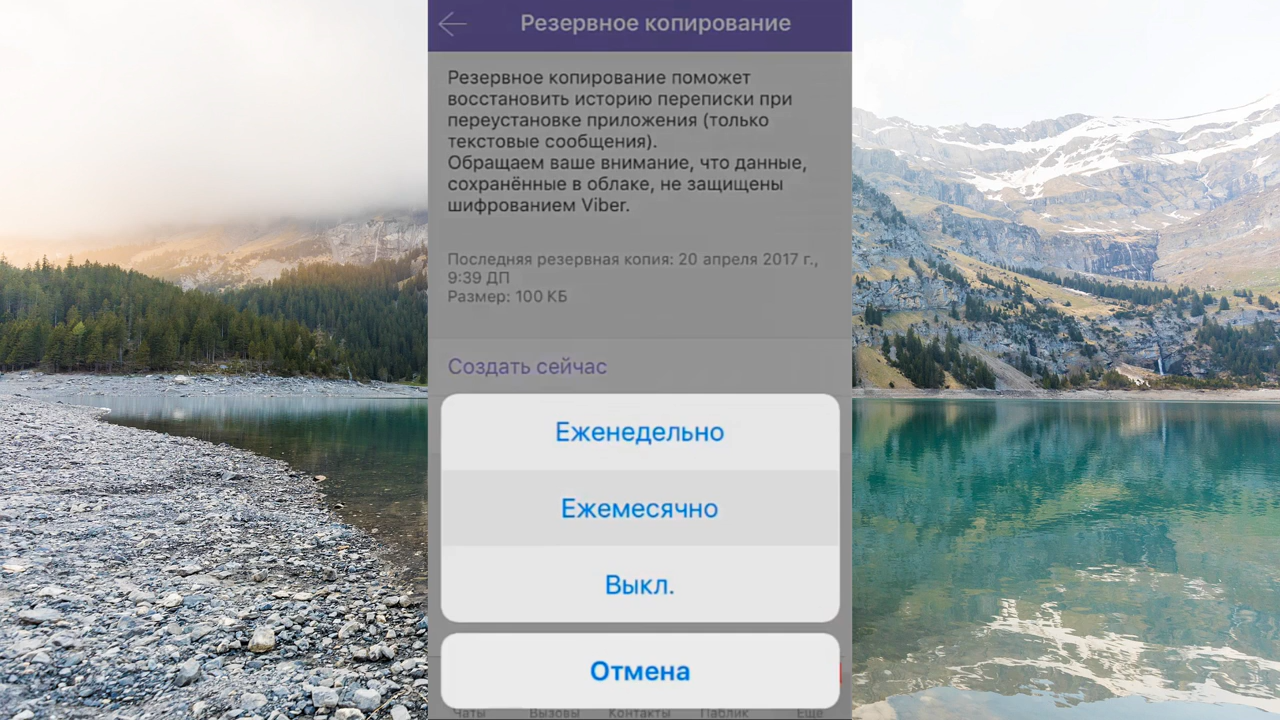 Резервное копирование
Резервное копирование поможет
восстановить историю переписки при
переустановке приложения (только
текстовые сообщения).
Обращаем ваше внимание, что данные,
сохранённые в облаке, не защищены
шифрованием Viber.
Последняя резервная копия: 20 апреля 2017 г.,
9:39 ДП
Размер: 100 КБ
Создать сейчас
Еженедельно
Ежемесячно
Выкл.
Отмена
Чаты Вызовы Контакты Паблик Ещё